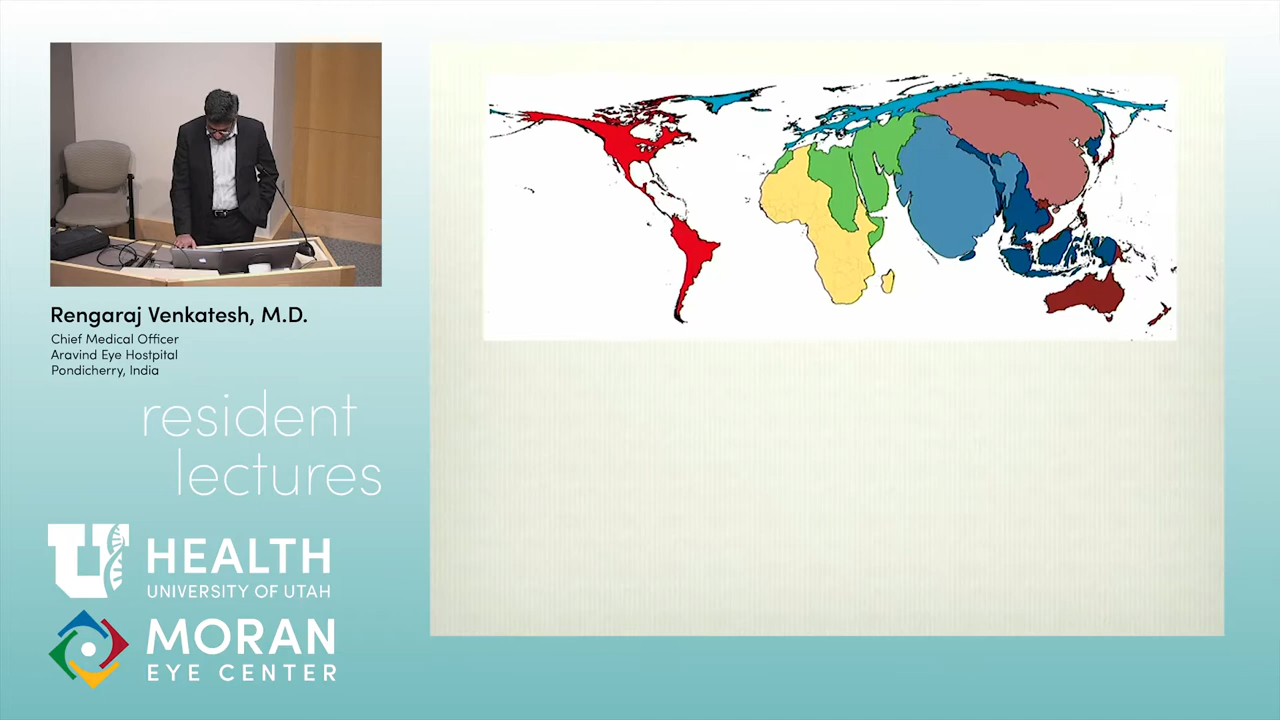 Rengaraj Venkatesh, M.D.
Chief Medical Officer
Aravind Eye Hostpital
Pondicherry, India
resident
lectures
U HEALTH
UNIVERSITY OF UTAH
MORAN
EYE CENTER